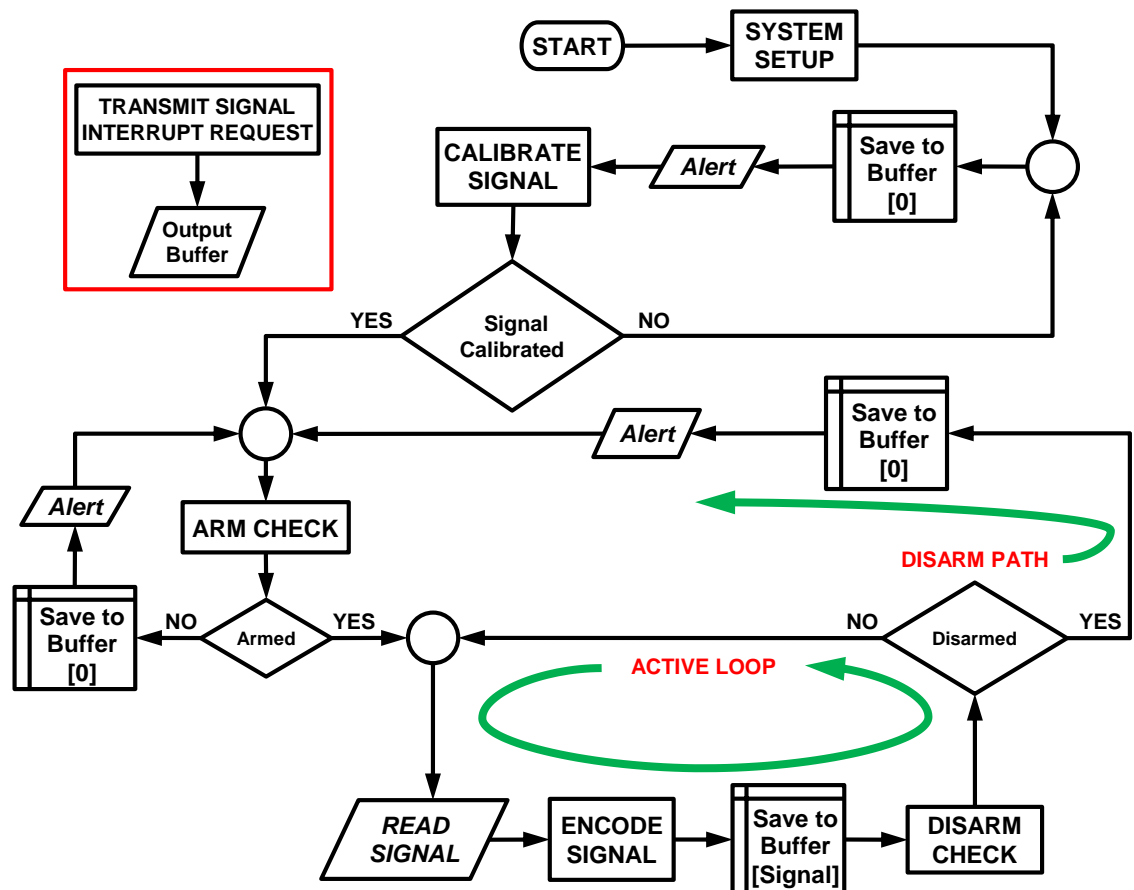 START
SYSTEM
SETUP
TRANSMIT SIGNAL
INTERRUPT REQUEST
Output
Buffer
CALIBRATE
SIGNAL
Alert
Save to
Buffer
[0]
YES
Signal
Calibrated
NO
Alert
Save to
Buffer
[0]
Alert
ARM CHECK
DISARM PATH
Save to
Buffer
[0]
NO
Armed
YES
NO
Disarmed
YES
ACTIVE LOOP
READ
SIGNAL
ENCODE
SIGNAL
Save to
Buffer
[Signal]
DISARM
CHECK